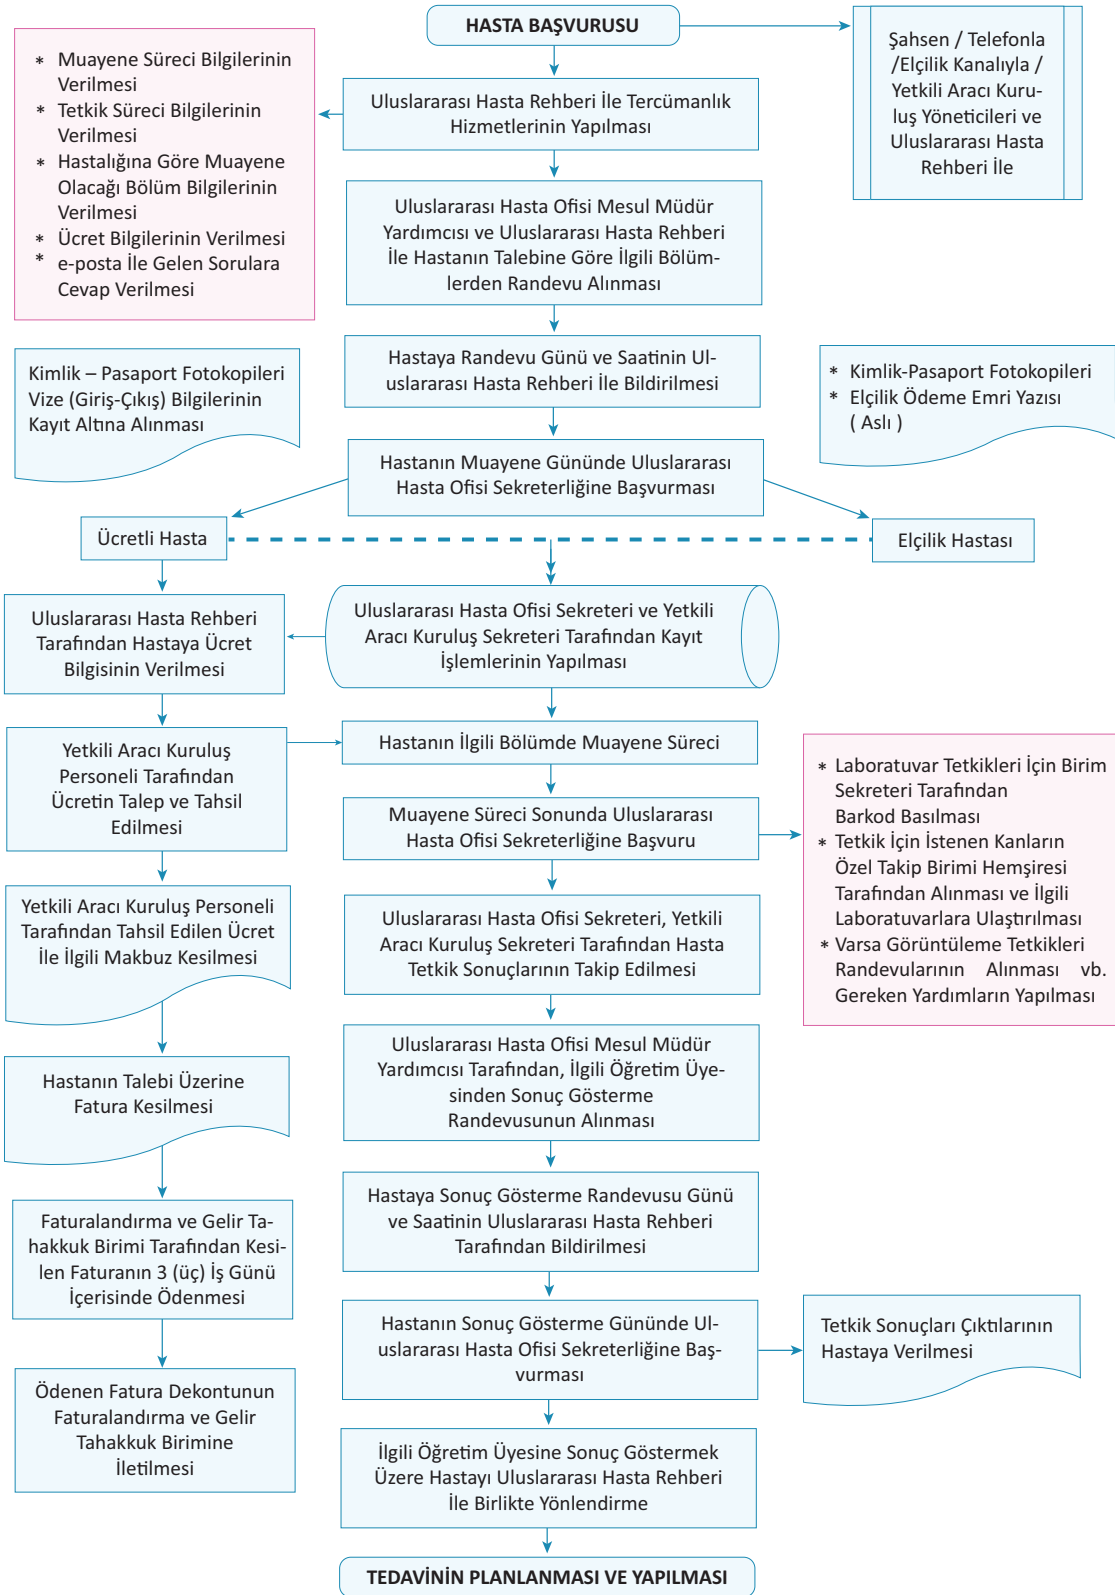 HASTA BAŞVURUSU
Şahsen / Telefonla
/Elçilik Kanalıyla /
Yetkili Aracı Kuru-
luş Yöneticileri ve
Uluslararası Hasta
Rehberi İle
* Muayene Süreci Bilgilerinin
Verilmesi
* Tetkik Süreci Bilgilerinin
Verilmesi
* Hastalığına Göre Muayene
Olacağı Bölüm Bilgilerinin
Verilmesi
* Ücret Bilgilerinin Verilmesi
* e-posta İle Gelen Sorulara
Cevap Verilmesi
Uluslararası Hasta Rehberi İle Tercümanlık
Hizmetlerinin Yapılması
Uluslararası Hasta Ofisi Mesul Müdür
Yardımcısı ve Uluslararası Hasta Rehberi
İle Hastanın Talebine Göre İlgili Bölüm-
lerden Randevu Alınması
Hastaya Randevu Günü ve Saatinin Ul-
uslararası Hasta Rehberi İle Bildirilmesi
Kimlik – Pasaport Fotokopileri
Vize (Giriş-Çıkış) Bilgilerinin
Kayıt Altına Alınması
* Kimlik-Pasaport Fotokopileri
* Elçilik Ödeme Emri Yazısı
( Aslı )
Hastanın Muayene Gününde Uluslararası
Hasta Ofisi Sekreterliğine Başvurması
Ücretli Hasta
Elçilik Hastası
Uluslararası Hasta Rehberi
Tarafından Hastaya Ücret
Bilgisinin Verilmesi
Uluslararası Hasta Ofisi Sekreteri ve Yetkili
Aracı Kuruluş Sekreteri Tarafından Kayıt
İşlemlerinin Yapılması
Yetkili Aracı Kuruluş
Personeli Tarafından
Ücretin Talep ve Tahsil
Edilmesi
Hastanın İlgili Bölümde Muayene Süreci
Muayene Süreci Sonunda Uluslararası
Hasta Ofisi Sekreterliğine Başvuru
* Laboratuvar Tetkikleri İçin Birim
Sekreteri Tarafından
Barkod Basılması
* Tetkik İçin İstenen Kanların
Özel Takip Birimi Hemşiresi
Tarafından Alınması ve İlgili
Laboratuvarlara Ulaştırılması
* Varsa Görüntüleme Tetkikleri
Randevularının Alınması vb.
Gereken Yardımların Yapılması
Yetkili Aracı Kuruluş Personeli
Tarafından Tahsil Edilen Ücret
İle İlgili Makbuz Kesilmesi
Uluslararası Hasta Ofisi Sekreteri, Yetkili
Aracı Kuruluş Sekreteri Tarafından Hasta
Tetkik Sonuçlarının Takip Edilmesi
Hastanın Talebi Üzerine
Fatura Kesilmesi
Uluslararası Hasta Ofisi Mesul Müdür
Yardımcısı Tarafından, İlgili Öğretim Üye-
sinden Sonuç Gösterme
Randevusunun Alınması
Faturalandırma ve Gelir Ta-
hakkuk Birimi Tarafından Kesi-
len Faturanın 3 (üç) İş Günü
İçerisinde Ödenmesi
Hastaya Sonuç Gösterme Randevusu Günü
ve Saatinin Uluslararası Hasta Rehberi
Tarafından Bildirilmesi
Hastanın Sonuç Gösterme Gününde Ul-
uslararası Hasta Ofisi Sekreterliğine Baş-
vurması
Tetkik Sonuçları Çıktılarının
Hastaya Verilmesi
Ödenen Fatura Dekontunun
Faturalandırma ve Gelir
Tahakkuk Birimine
İletilmesi
İlgili Öğretim Üyesine Sonuç Göstermek
Üzere Hastayı Uluslararası Hasta Rehberi
İle Birlikte Yönlendirme
TEDAVİNİN PLANLANMASI VE YAPILMASI